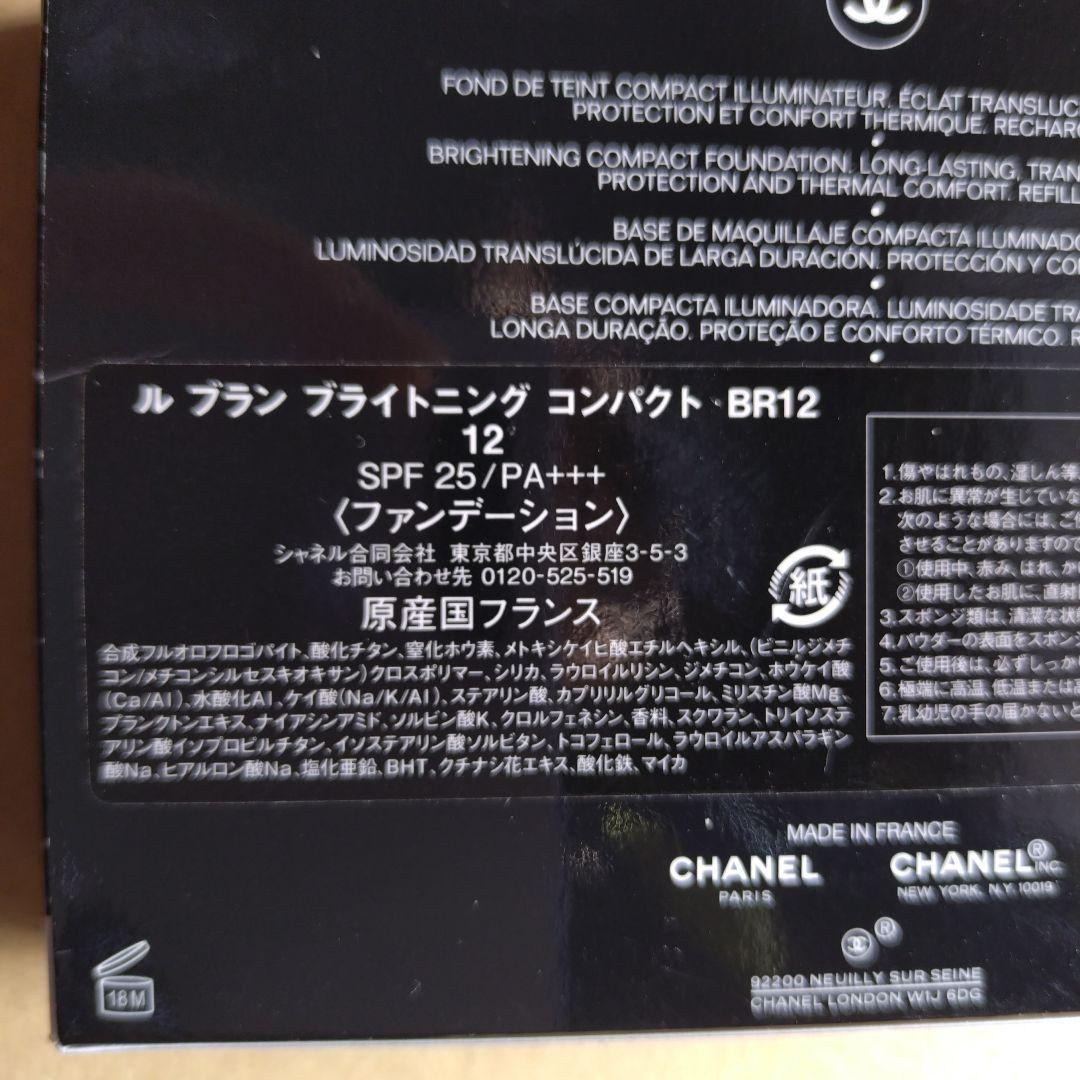 FOND DE TEINT COMPACT ILLUMINATEUR. ÉCLAT TRANSLUC
PROTECTION ET CONFORT THERMIQUE. RECHARG
BRIGHTENING COMPACT FOUNDATION. LONG-LASTING, TRAN
PROTECTION AND THERMAL COMFORT. REFILL
BASE DE MAQUILLAJE COMPACTA ILUMINADO
LUMINOSIDAD TRANSLÚCIDA DE LARGA DURACIÓN. PROTECCIÓN Y CO
BASE COMPACTA ILUMINADORA. LUMINOSIDADE TRA
LONGA DURAÇÃO. PROTEÇÃO E CONFORTO TÉRMICO. R
ル ブラン ブライトニング コンパクト BR12
12
SPF 25/PA+++
〈ファンデーション〉
シャネル合同会社 東京都中央区銀座3-5-3
お問い合わせ先 0120-525-519
原産国フランス
紙
合成フルオロフロゴパイト、酸化チタン、窒化ホウ素、メトキシケイヒ酸エチルヘキシル、(ビニルジメチ
コン/メチコンシルセスキオキサン)クロスポリマー、シリカ、ラウロイルリシン、ジメチコン、ホウケイ酸
(Ca/Al)、水酸化Al、ケイ酸(Na/K/Al)、ステアリン酸、カプリリルグリコール、ミリスチン酸Mg、
プランクトンエキス、ナイアシンアミド、ソルビン酸K、クロルフェネシン、香料、スクワラン、トリイソステ
アリン酸イソプロピルチタン、イソステアリン酸ソルビタン、トコフェロール、ラウロイルアスパラギン
酸Na、ヒアルロン酸Na、塩化亜鉛、BHT、クチナシ花エキス、酸化鉄、マイカ
1.傷やはれもの、湿しん等
2.お肌に異常が生じていな
次のような場合には、ご使
させることがありますので
①使用中、赤み、はれ、かゆ
②使用したお肌に、直射
3.スポンジ類は、清潔な状
4.パウダーの表面をスポン
5.ご使用後は、必ずしっか
6.極端に高温、低温または
7.乳幼児の手の届かないと
MADE IN FRANCE
CHANEL
PARIS
CHANEL® INC
NEW YORK, N.Y. 10019
®
92200 NEUILLY SUR SEINE
CHANEL LONDON W1J 6DG
18M